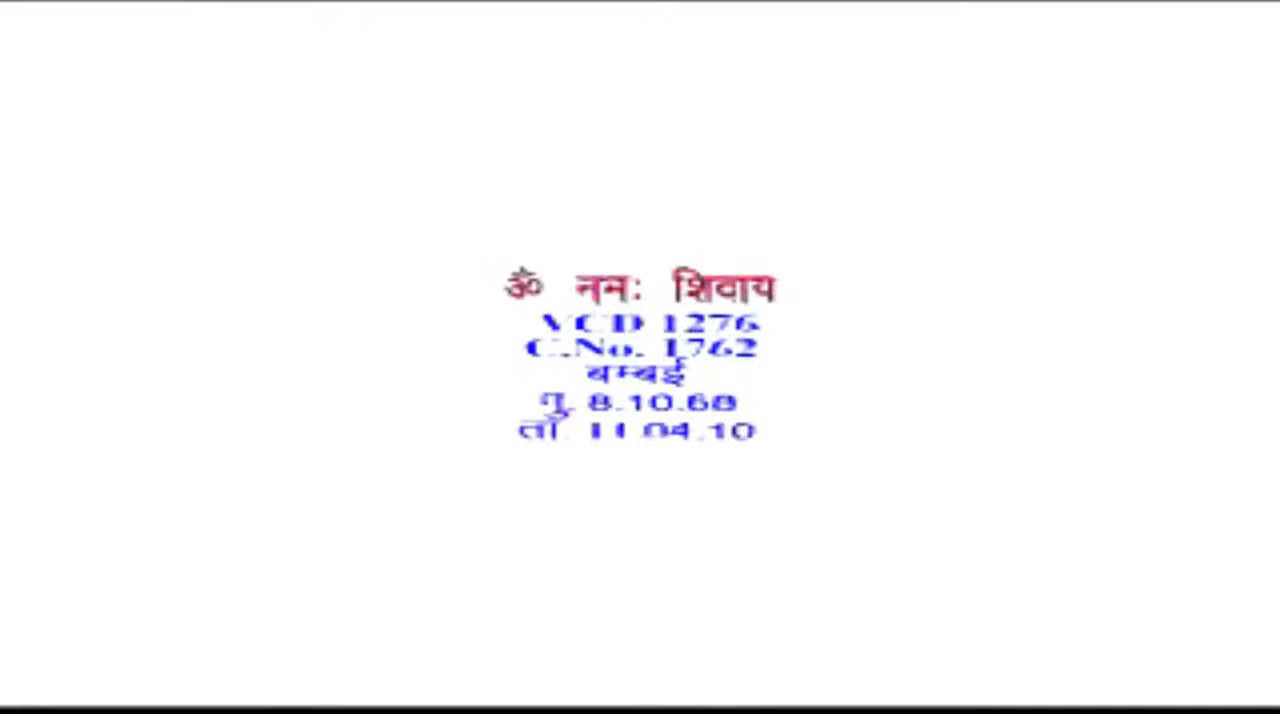 ॐ नमः शिवाय
VCD 1276
C.No. 1762
बम्बई
मु. 8.10.68
ता. 11.04.10